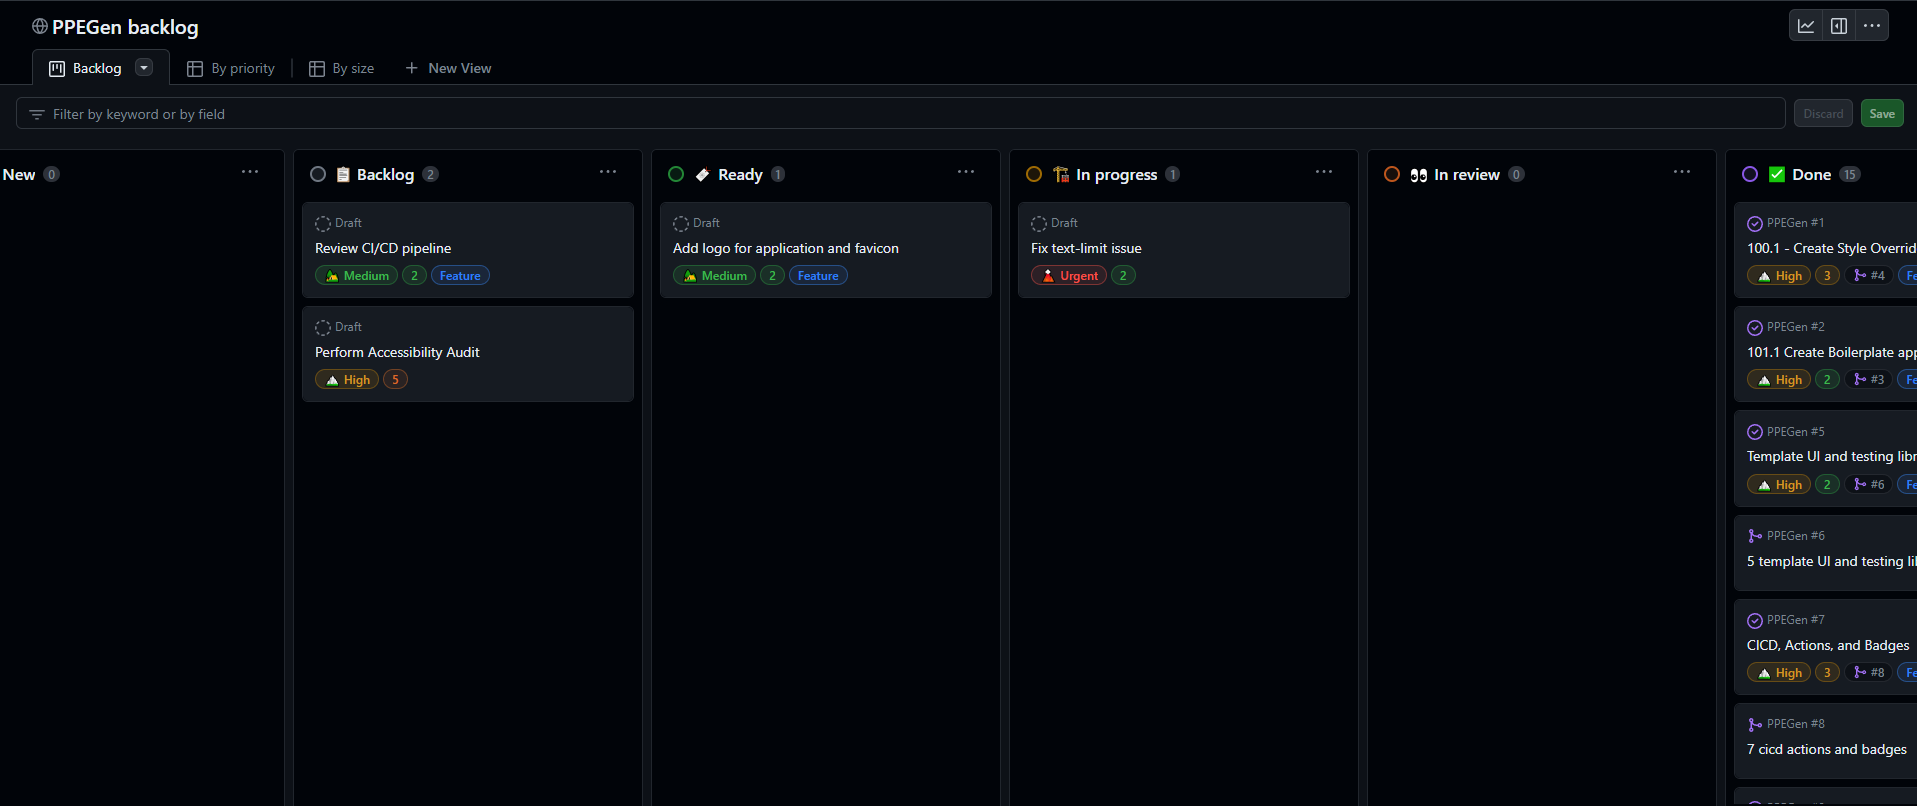 PPEGen backlog
Backlog
By priority
By size
New View
Filter by keyword or by field
Discard
Save
New 0
Backlog 2
Draft
Review CI/CD pipeline
Medium 2 Feature
Draft
Perform Accessibility Audit
High 5
Ready 1
Draft
Add logo for application and favicon
Medium 2 Feature
In progress 1
Draft
Fix text-limit issue
Urgent 2
In review 0
Done 15
PPEGen #1
100.1 - Create Style Overrid
High 3 #4 Fe
PPEGen #2
101.1 Create Boilerplate app
High 2 #3 Fe
PPEGen #5
Template UI and testing libr
High 2 #6 Fe
PPEGen #6
5 template UI and testing li
PPEGen #7
CICD, Actions, and Badges
High 3 #8 Fe
PPEGen #8
7 cicd actions and badges